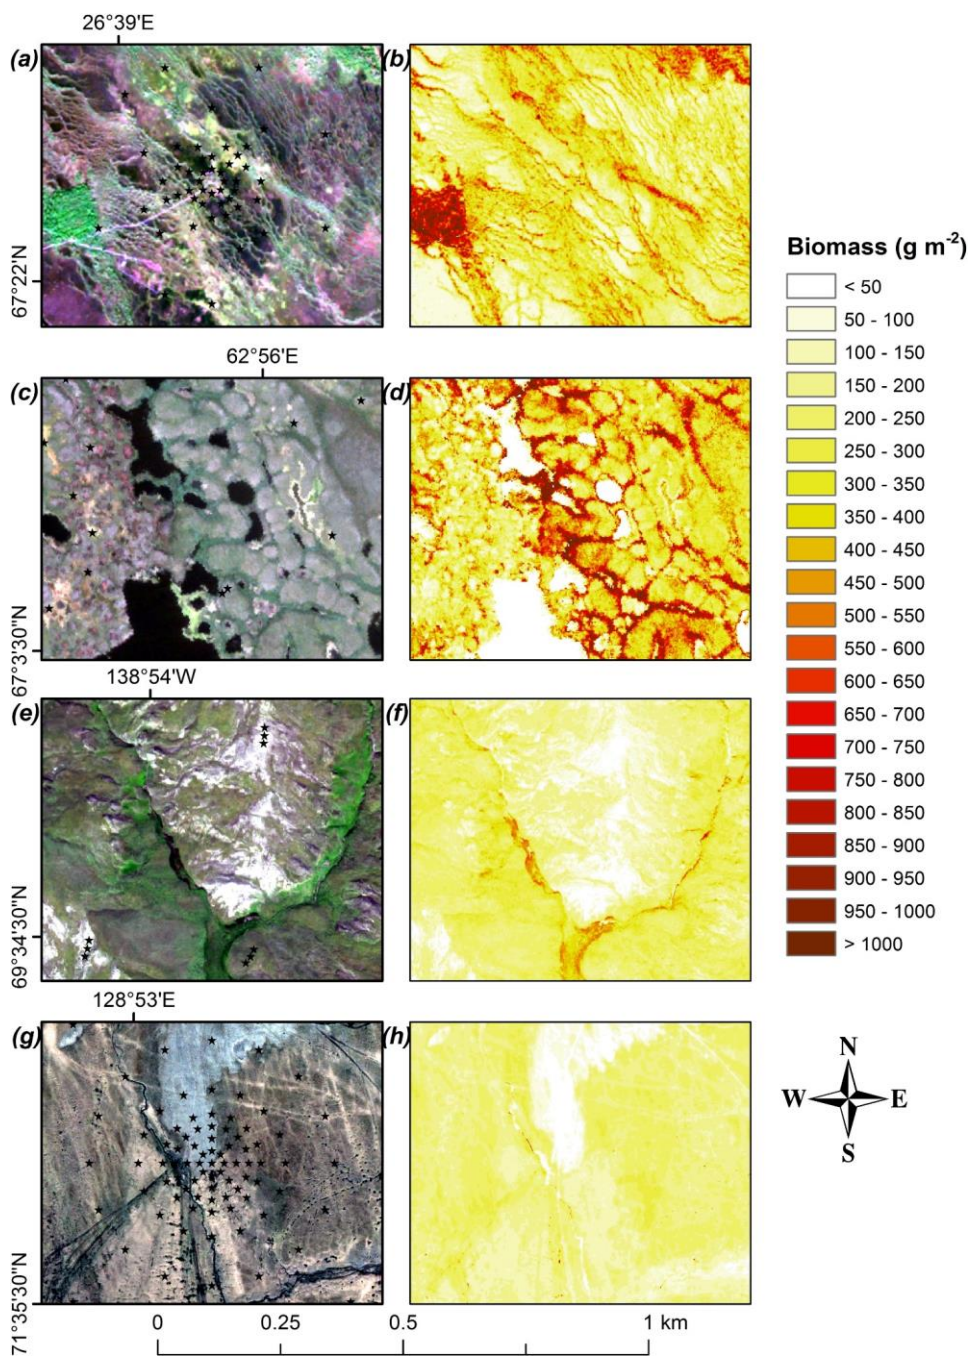 26°39'E
(a)
(b)
67°22'N
62°56'E
(c)
(d)
67°3'30"N
138°54'W
(e)
(f)
69°34'30"N
128°53'E
(g)
(h)
71°35'30"N
0 0.25 0.5 1 km
Biomass (g m-2)
< 50
50 - 100
100 - 150
150 - 200
200 - 250
250 - 300
300 - 350
350 - 400
400 - 450
450 - 500
500 - 550
550 - 600
600 - 650
650 - 700
700 - 750
750 - 800
800 - 850
850 - 900
900 - 950
950 - 1000
> 1000
N
W E
S